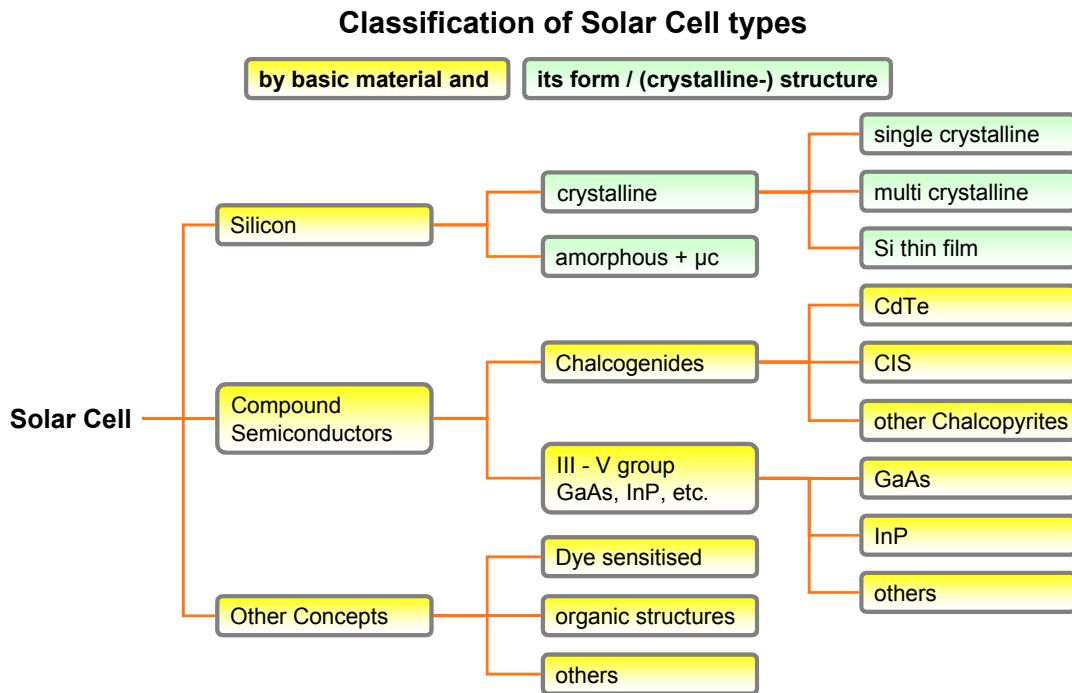 Classification of Solar Cell types
by basic material and
its form / (crystalline-) structure
single crystalline
crystalline
multi crystalline
Silicon
amorphous + µc
Si thin film
CdTe
Chalcogenides
CIS
Solar Cell
Compound
Semiconductors
other Chalcopyrites
III - V group
GaAs, InP, etc.
GaAs
InP
Dye sensitised
others
Other Concepts
organic structures
others